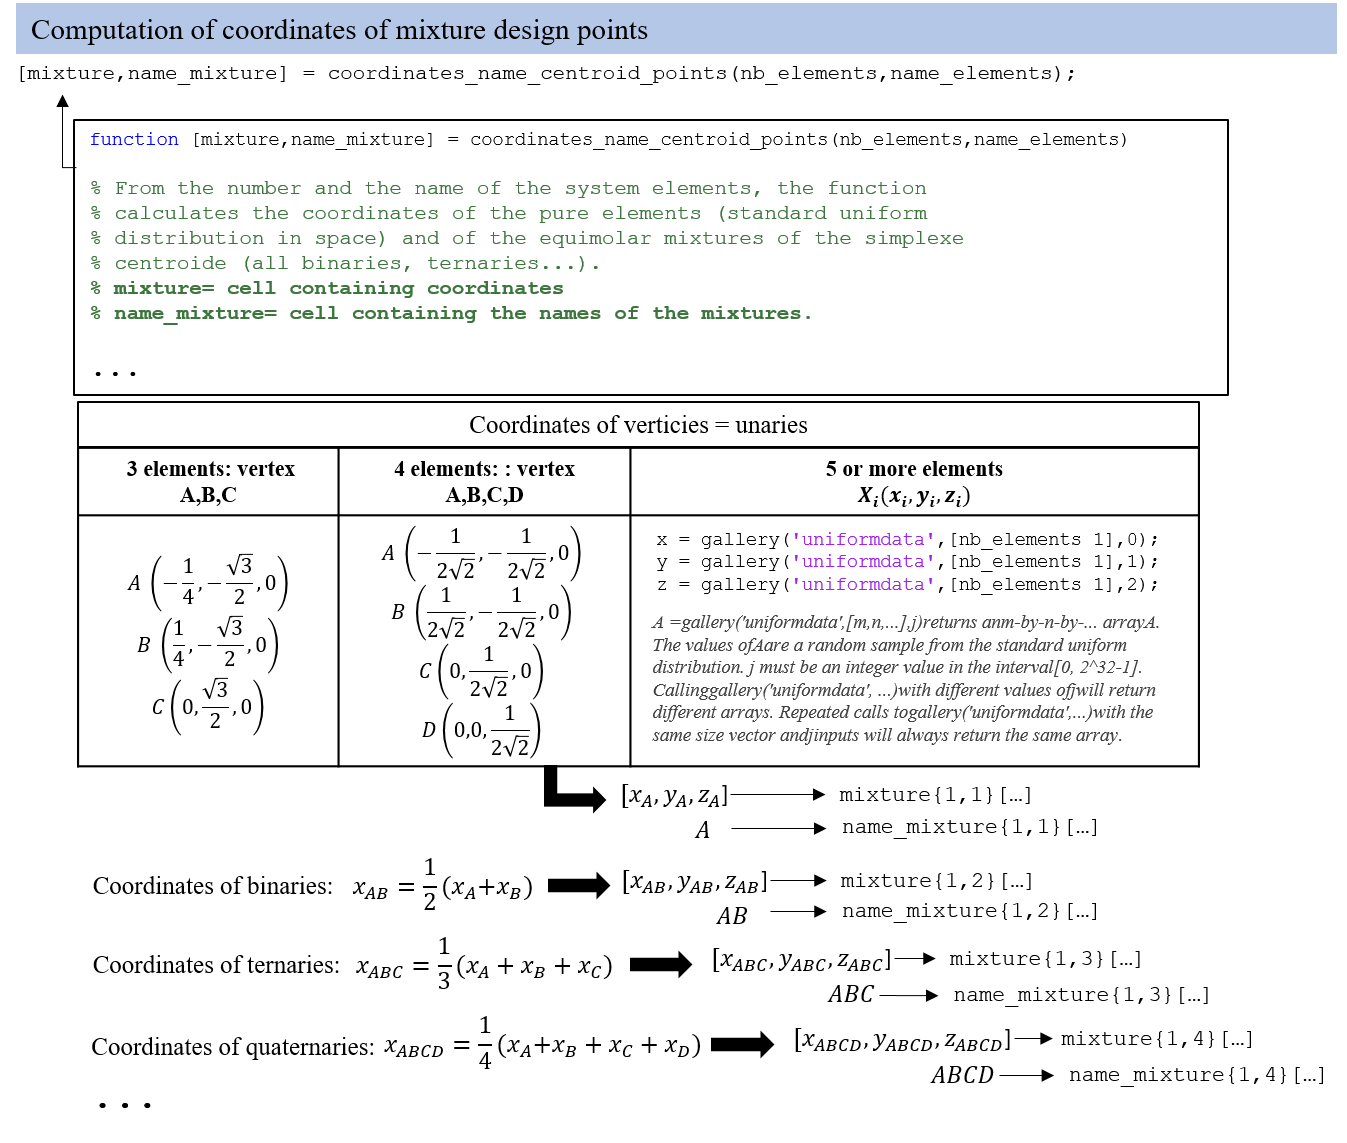 Computation of coordinates of mixture design points
[mixture,name_mixture] = coordinates_name_centroid_points(nb_elements,name_elements);
function [mixture,name_mixture] = coordinates_name_centroid_points(nb_elements,name_elements)
% From the number and the name of the system elements, the function
% calculates the coordinates of the pure elements (standard uniform
% distribution in space) and of the equimolar mixtures of the simplexe
% centroide (all binaries, ternaries...).
% mixture= cell containing coordinates
% name_mixture= cell containing the names of the mixtures.
...
Coordinates of verticies = unaries
3 elements: vertex
A,B,C
A (−1/4, −√3/2, 0)
B (1/4, −√3/2, 0)
C (0, √3/2, 0)
4 elements: : vertex
A,B,C,D
A (−1/2√2, −1/2√2, 0)
B (1/2√2, −1/2√2, 0)
C (0, 1/2√2, 0)
D (0,0, 1/2√2)
5 or more elements
Xᵢ(xᵢ, yᵢ, zᵢ)
x = gallery('uniformdata',[nb_elements 1],0);
y = gallery('uniformdata',[nb_elements 1],1);
z = gallery('uniformdata',[nb_elements 1],2);
A =gallery('uniformdata',[m,n,...],j)returns anm-by-n-by-... arrayA.
The values ofAare a random sample from the standard uniform
distribution. j must be an integer value in the interval[0, 2^32-1].
Callinggallery('uniformdata', ...)with different values ofjwill return
different arrays. Repeated calls togallery('uniformdata',...)with the
same size vector andjinputs will always return the same array.
[x_A, y_A, z_A] mixture{1,1}[…]
A name_mixture{1,1}[…]
Coordinates of binaries: x_AB = 1/2 (x_A+x_B) [x_AB, y_AB, z_AB] mixture{1,2}[…]
AB name_mixture{1,2}[…]
Coordinates of ternaries: x_ABC = 1/3 (x_A + x_B + x_C) [x_ABC, y_ABC, z_ABC] mixture{1,3}[…]
ABC name_mixture{1,3}[…]
Coordinates of quaternaries: x_ABCD = 1/4 (x_A+x_B + x_C + x_D) [x_ABCD, y_ABCD, z_ABCD] mixture{1,4}[…]
ABCD name_mixture{1,4}[…]
...